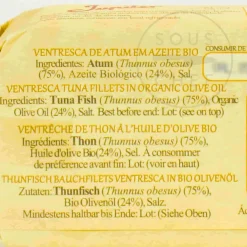 CONSUMIR DE
VENTRESCA DE ATUM EM AZEITE BIO
Ingredientes: Atum (Thunnus obesus)
(75%), Azeite Biológico (24%), Sal.
VENTRESCA TUNA FILLETS IN ORGANIC OLIVE OIL
Ingredients: Tuna Fish (Thunnus obesus) (75%), Organic
Olive Oil (24%), Salt. Best before end: Lot: (see on top)
VENTRÊCHE DE THON À L'HUILE D'OLIVE BIO
Ingredients: Thon (Thunnus obesus) (75%),
Huile d'olive Bio(24%), Sel. À consommer
de préférance avant fin: Lot: (voir en haut)
THUNFISCH BAUCHFILETS VENTRESCA IN BIO OLIVENÖL
Zutaten: Thunfisch (Thunnus obesus) (75%),
Bio Olivenöl (24%), Salz.
Mindestens haltbar bis Ende: Lot: (Siehe Oben)